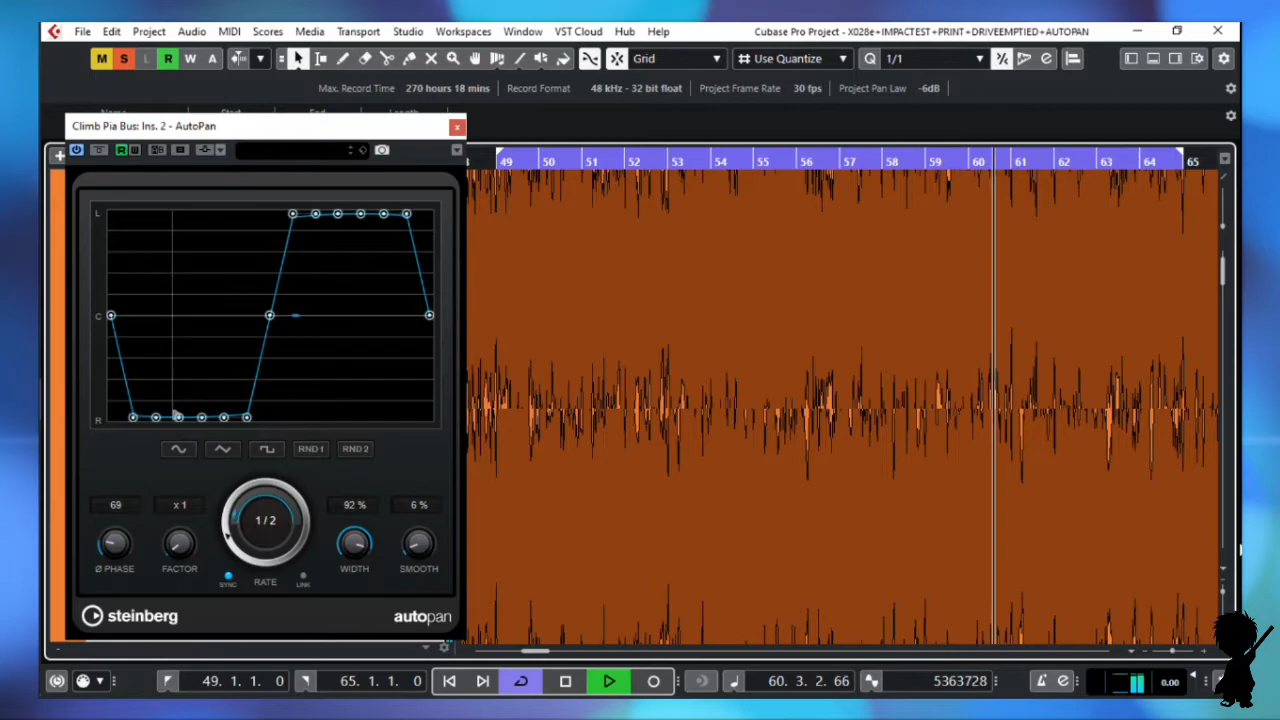 File Edit Project Audio MIDI Scores Media Transport Studio Workspaces Window VST Cloud Hub Help Cubase Pro Project - X028e+IMPACTEST+PRINT+DRIVEEMPTIED+AUTOPAN
M S L R W A Grid Use Quantize Q 1/1
Max. Record Time 270 hours 18 mins Record Format 48 kHz - 32 bit float Project Frame Rate 30 fps Project Pan Law -6dB
Climb Pia Bus: Ins. 2 - AutoPan
49 50 51 52 53 54 55 56 57 58 59 60 61 62 63 64 65
L
C
R
RND 1 RND 2
69 x 1 1 / 2 92 % 6 %
Ø PHASE FACTOR SYNC RATE LINK WIDTH SMOOTH
steinberg autopan
49. 1. 1. 0 65. 1. 1. 0 60. 3. 2. 66 5363728 0.00